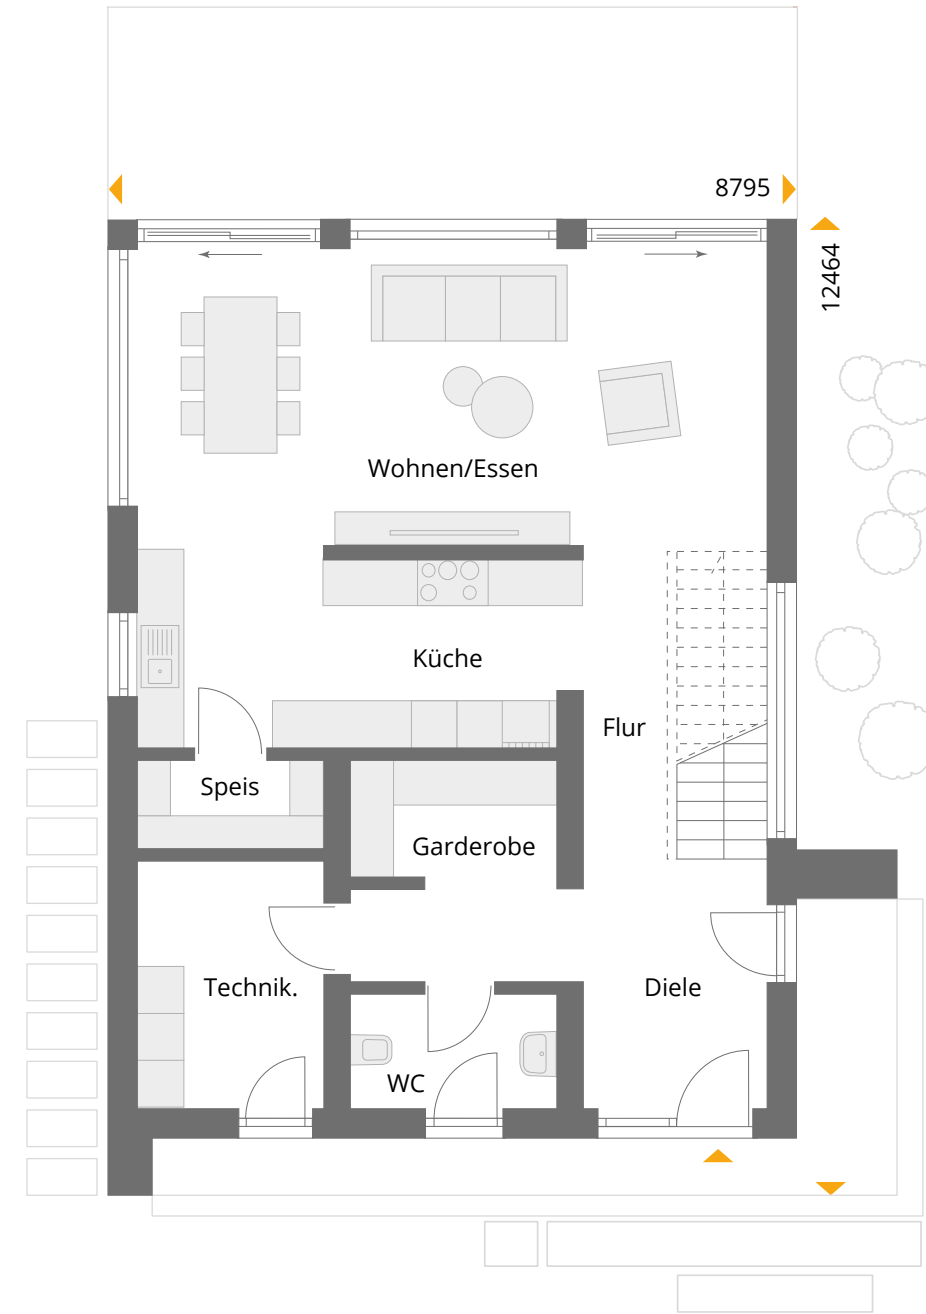 8795
12464
Wohnen/Essen
Küche
Flur
Speis
Garderobe
Technik.
Diele
WC